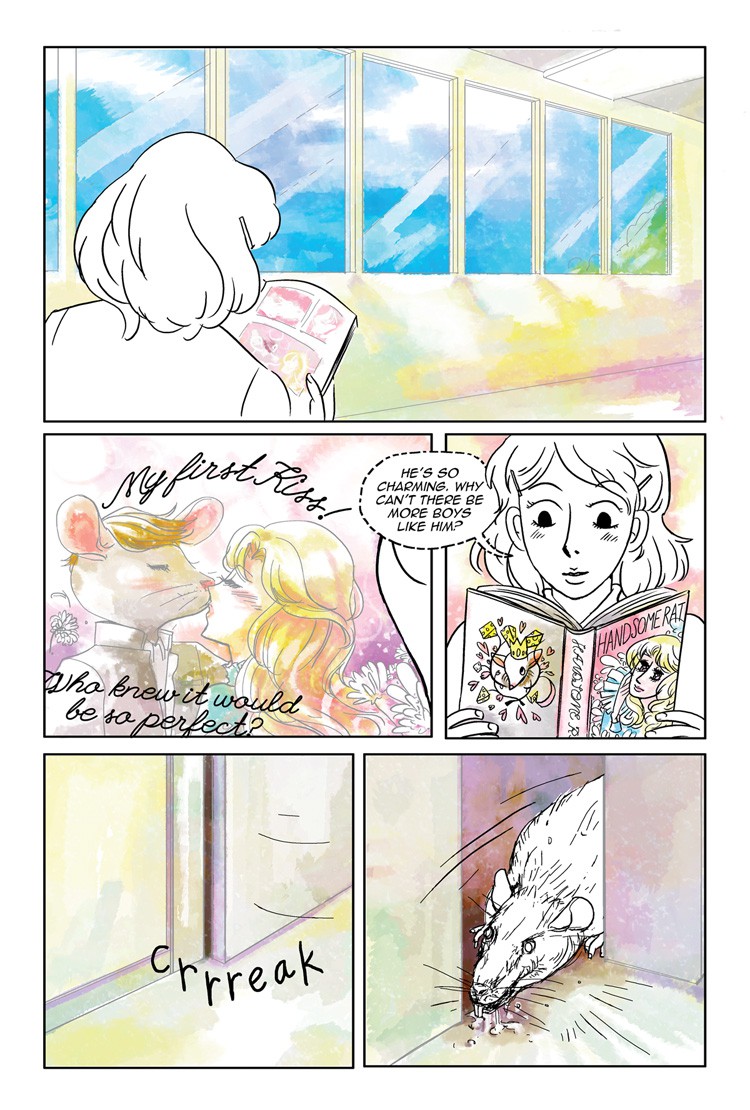 My first Kiss!
Who knew it would
be so perfect?
HE'S SO
CHARMING. WHY
CAN'T THERE BE
MORE BOYS
LIKE HIM?
HANDSOME RAT
crrreak